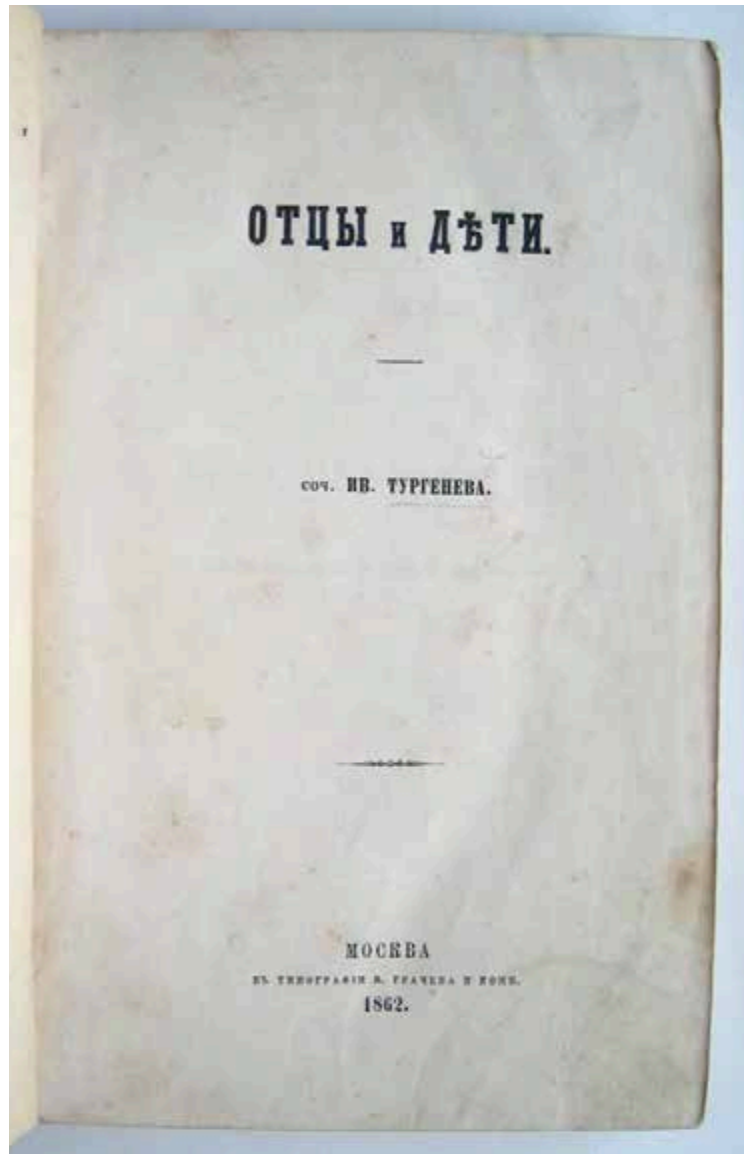 ОТЦЫ и ДѢТИ.
соч. ИВ. ТУРГЕНЕВА.
МОСКВА
ВЪ ТИПОГРАФІИ В. ГРАЧЕВА И КОМП.
1862.